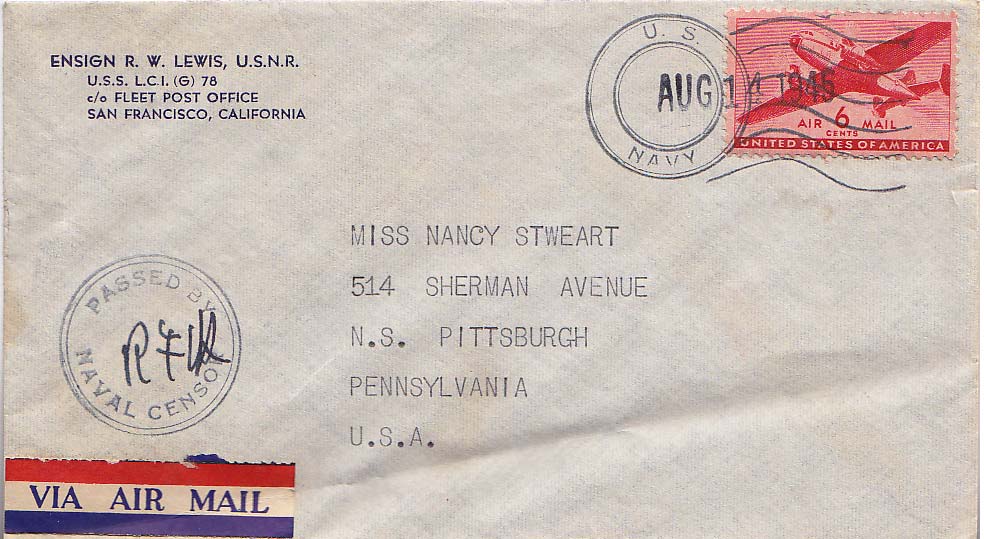 ENSIGN R. W. LEWIS, U.S.N.R.
U.S.S. L.C.I. (G) 78
c/o FLEET POST OFFICE
SAN FRANCISCO, CALIFORNIA
U. S.
AUG 14 1945
NAVY
AIR 6 MAIL
CENTS
UNITED STATES OF AMERICA
MISS NANCY STWEART
514 SHERMAN AVENUE
N.S. PITTSBURGH
PENNSYLVANIA
U.S.A.
PASSED BY
NAVAL CENSOR
VIA AIR MAIL